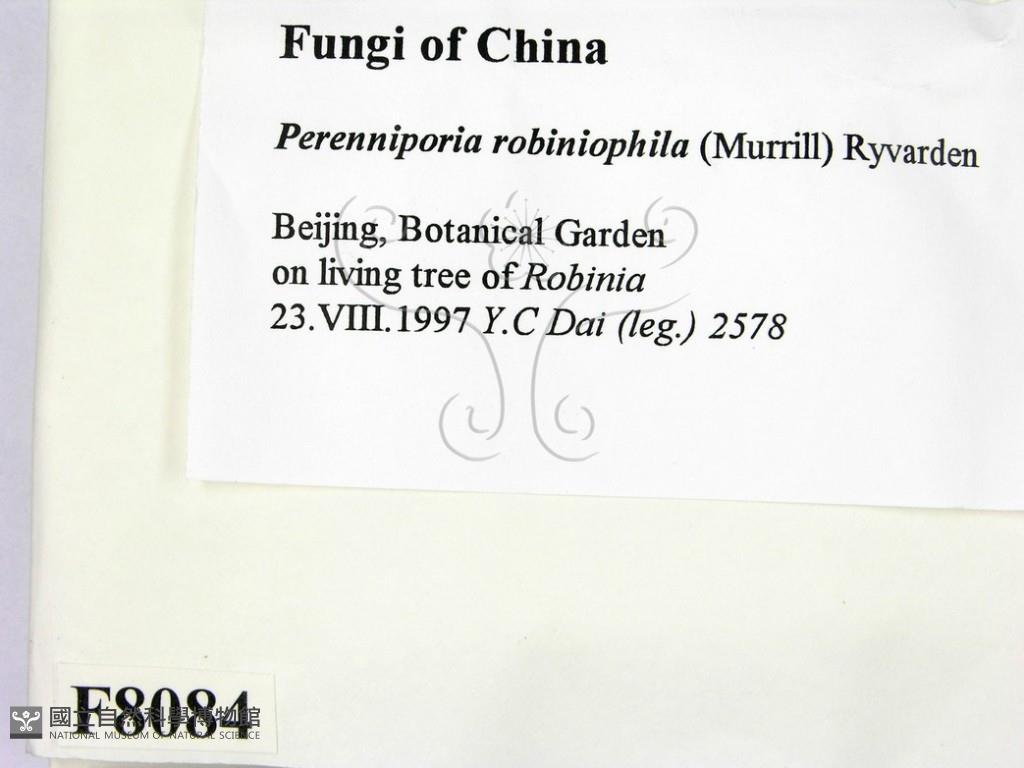 Fungi of China
Perenniporia robiniophila (Murrill) Ryvarden
Beijing, Botanical Garden
on living tree of Robinia
23.VIII.1997 Y.C Dai (leg.) 2578
F8084
國立自然科學博物館
NATIONAL MUSEUM OF NATURAL SCIENCE